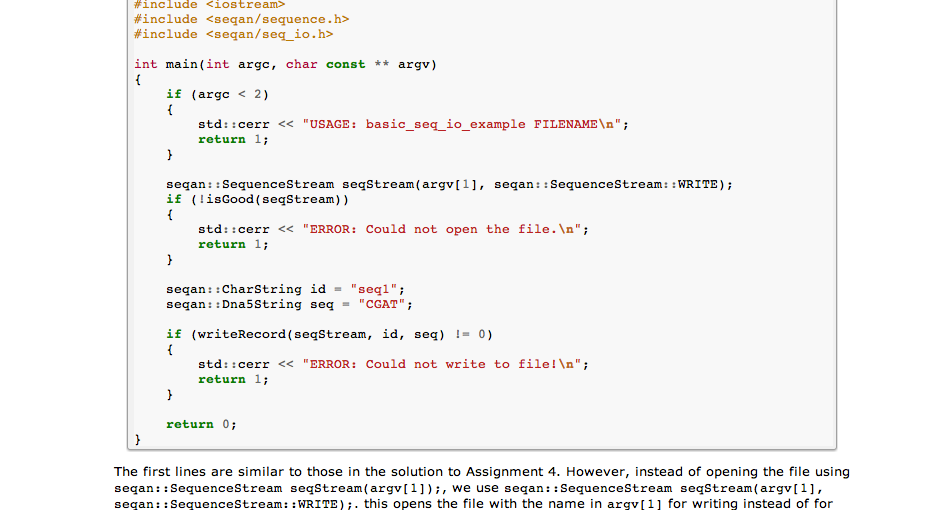 #include <iostream>
#include <seqan/sequence.h>
#include <seqan/seq_io.h>
int main(int argc, char const ** argv)
{
if (argc < 2)
{
std::cerr << "USAGE: basic_seq_io_example FILENAME\n";
return 1;
}
seqan::SequenceStream seqStream(argv[1], seqan::SequenceStream::WRITE);
if (!isGood(seqStream))
{
std::cerr << "ERROR: Could not open the file.\n";
return 1;
}
seqan::CharString id = "seq1";
seqan::Dna5String seq = "CGAT";
if (writeRecord(seqStream, id, seq) != 0)
{
std::cerr << "ERROR: Could not write to file!\n";
return 1;
}
return 0;
}
The first lines are similar to those in the solution to Assignment 4. However, instead of opening the file using
seqan::SequenceStream seqStream(argv[1]);, we use seqan::SequenceStream seqStream(argv[1],
seqan::SequenceStream::WRITE);. this opens the file with the name in argv[1] for writing instead of for